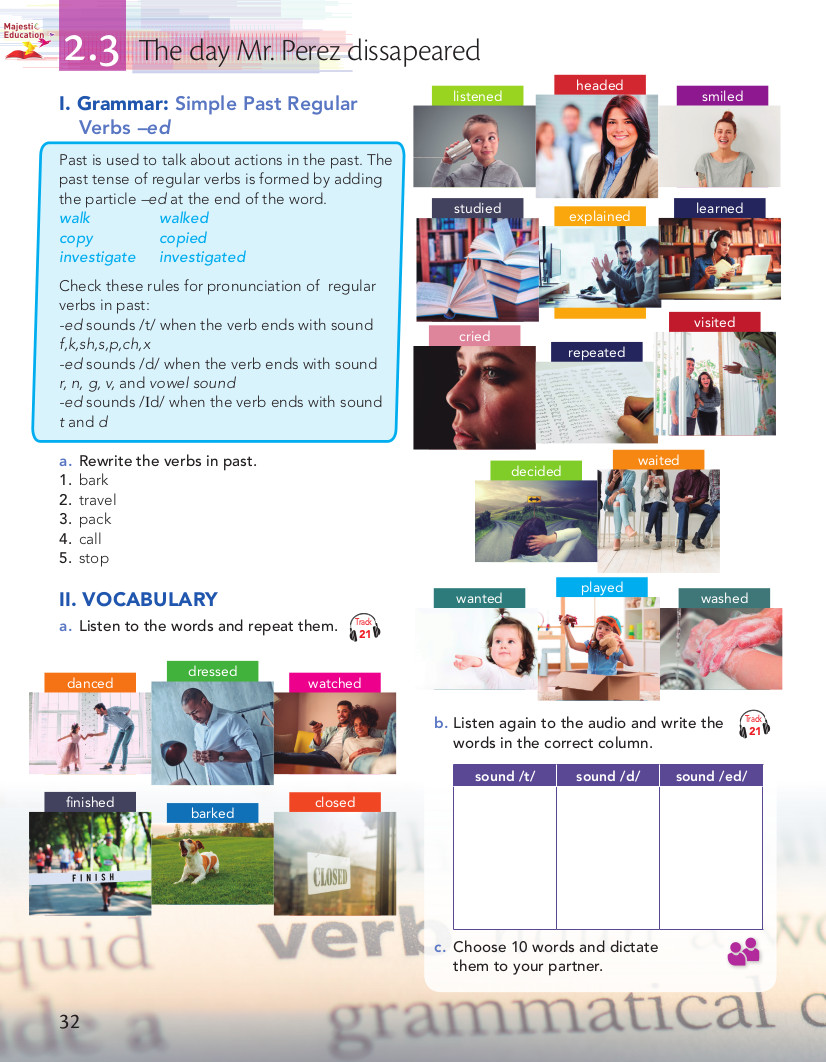 Majestic
Education
2.3 The day Mr. Perez dissapeared
I. Grammar: Simple Past Regular
Verbs –ed
Past is used to talk about actions in the past. The
past tense of regular verbs is formed by adding
the particle –ed at the end of the word.
walk walked
copy copied
investigate investigated
Check these rules for pronunciation of regular
verbs in past:
-ed sounds /t/ when the verb ends with sound
f,k,sh,s,p,ch,x
-ed sounds /d/ when the verb ends with sound
r, n, g, v, and vowel sound
-ed sounds /Id/ when the verb ends with sound
t and d
a. Rewrite the verbs in past.
1. bark
2. travel
3. pack
4. call
5. stop
II. VOCABULARY
a. Listen to the words and repeat them.
Track
21
danced
dressed
watched
finished
barked
closed
FINISH
CLOSED
listened
headed
smiled
studied
explained
learned
cried
repeated
visited
decided
waited
wanted
played
washed
b. Listen again to the audio and write the
words in the correct column.
Track
21
sound /t/ sound /d/ sound /ed/
c. Choose 10 words and dictate
them to your partner.
quid
verb
ide a
grammatical c
32